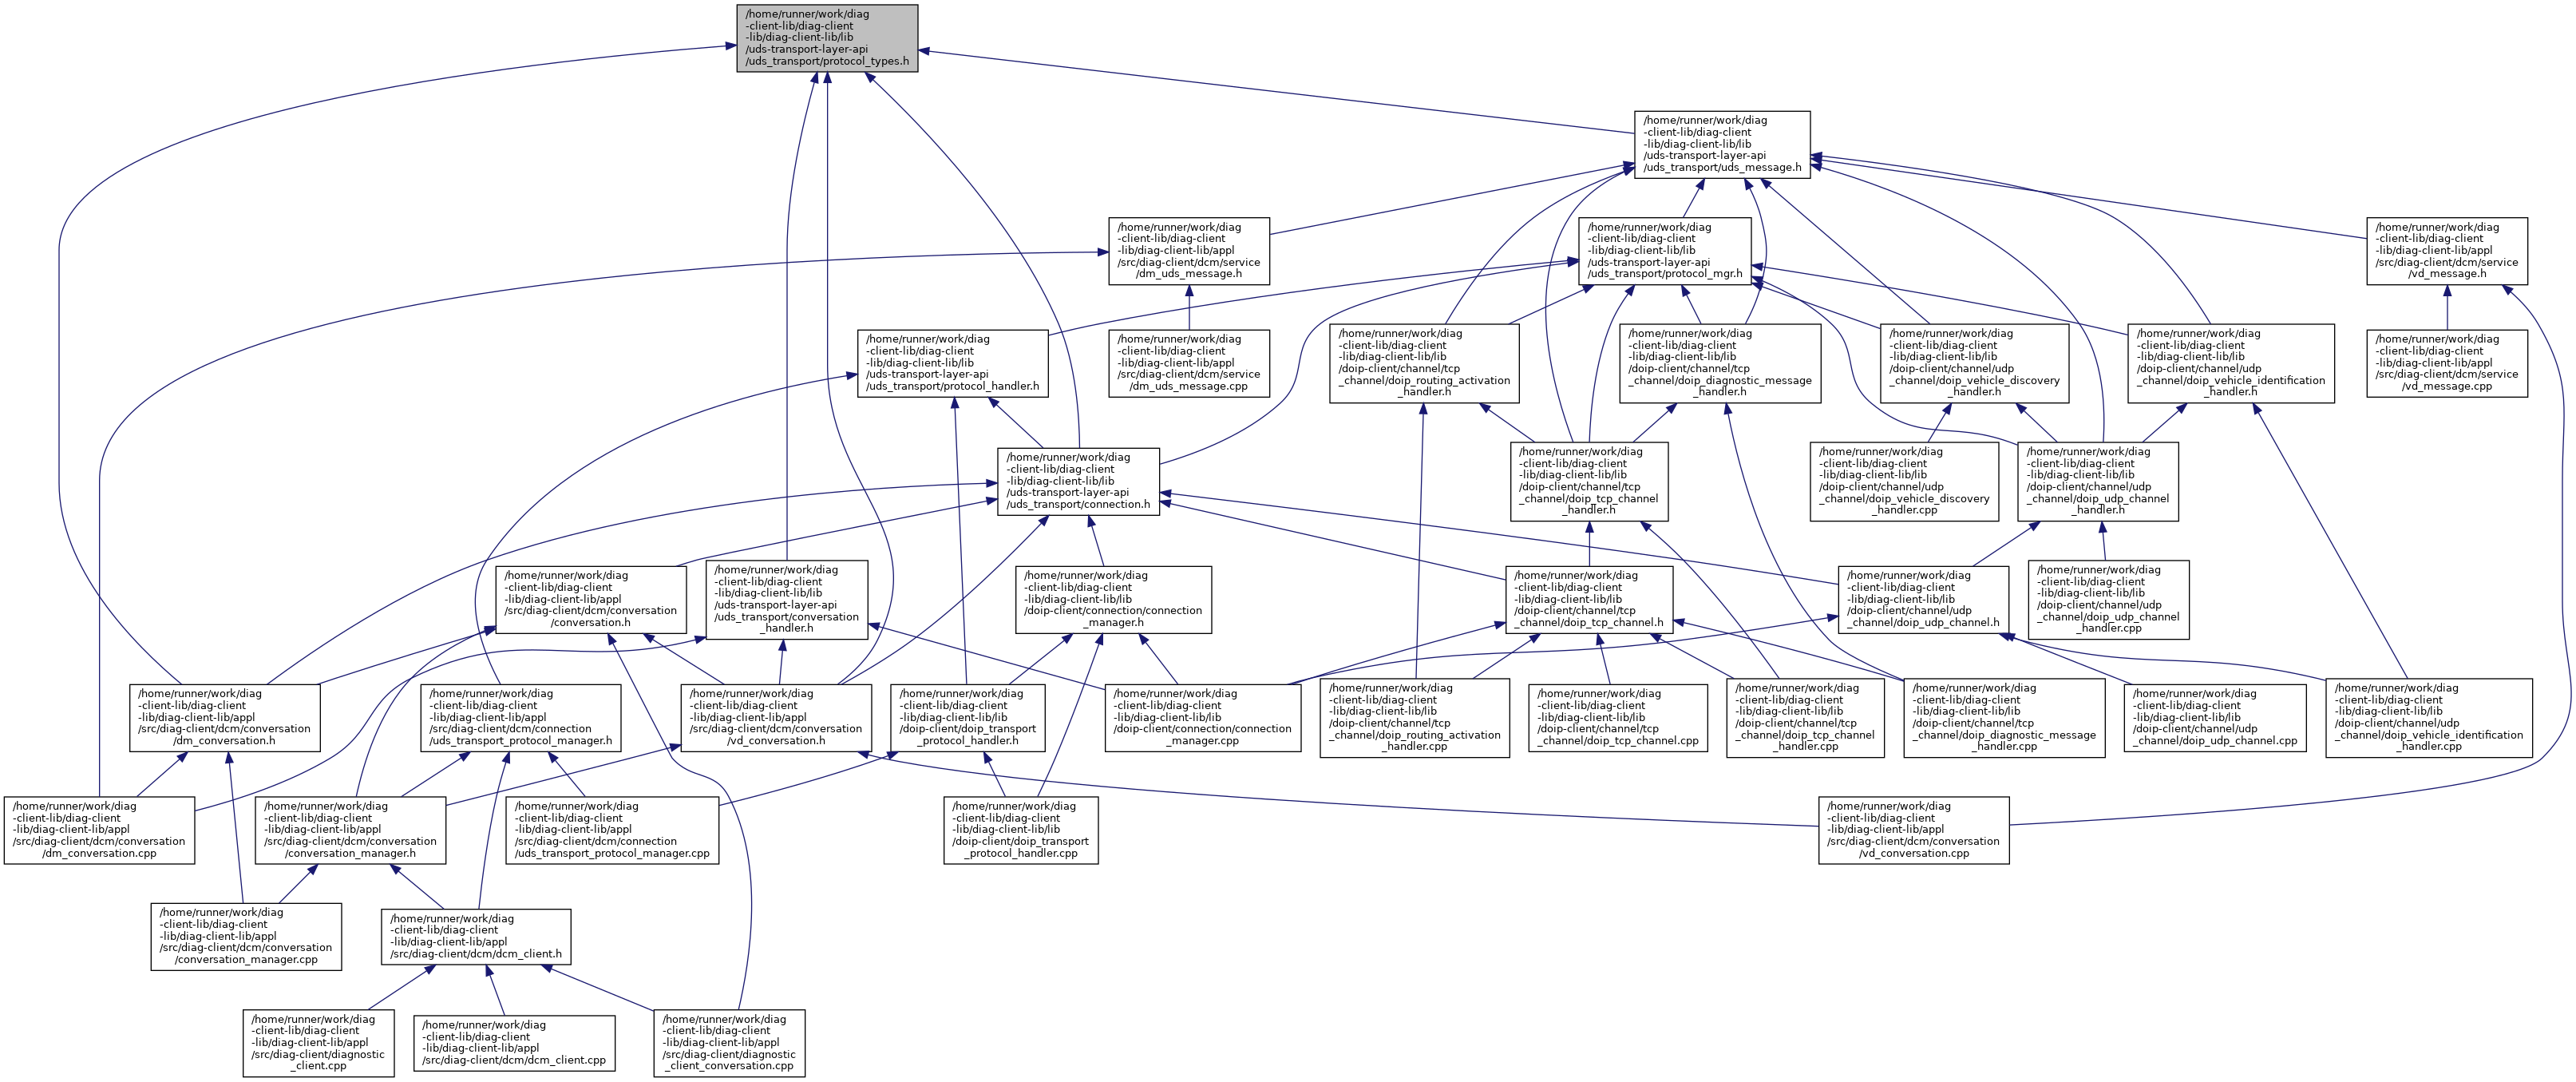 /home/runner/work/diag
-client-lib/diag-client
-lib/diag-client-lib/lib
/uds-transport-layer-api
/uds_transport/protocol_types.h
/home/runner/work/diag
-client-lib/diag-client
-lib/diag-client-lib/lib
/uds-transport-layer-api
/uds_transport/uds_message.h
/home/runner/work/diag
-client-lib/diag-client
-lib/diag-client-lib/appl
/src/diag-client/dcm/service
/dm_uds_message.h
/home/runner/work/diag
-client-lib/diag-client
-lib/diag-client-lib/lib
/uds-transport-layer-api
/uds_transport/protocol_mgr.h
/home/runner/work/diag
-client-lib/diag-client
-lib/diag-client-lib/appl
/src/diag-client/dcm/service
/vd_message.h
/home/runner/work/diag
-client-lib/diag-client
-lib/diag-client-lib/lib
/uds-transport-layer-api
/uds_transport/protocol_handler.h
/home/runner/work/diag
-client-lib/diag-client
-lib/diag-client-lib/appl
/src/diag-client/dcm/service
/dm_uds_message.cpp
/home/runner/work/diag
-client-lib/diag-client
-lib/diag-client-lib/lib
/doip-client/channel/tcp
_channel/doip_routing_activation
_handler.h
/home/runner/work/diag
-client-lib/diag-client
-lib/diag-client-lib/lib
/doip-client/channel/tcp
_channel/doip_diagnostic_message
_handler.h
/home/runner/work/diag
-client-lib/diag-client
-lib/diag-client-lib/lib
/doip-client/channel/udp
_channel/doip_vehicle_discovery
_handler.h
/home/runner/work/diag
-client-lib/diag-client
-lib/diag-client-lib/lib
/doip-client/channel/udp
_channel/doip_vehicle_identification
_handler.h
/home/runner/work/diag
-client-lib/diag-client
-lib/diag-client-lib/appl
/src/diag-client/dcm/service
/vd_message.cpp
/home/runner/work/diag
-client-lib/diag-client
-lib/diag-client-lib/lib
/uds-transport-layer-api
/uds_transport/connection.h
/home/runner/work/diag
-client-lib/diag-client
-lib/diag-client-lib/lib
/doip-client/channel/tcp
_channel/doip_tcp_channel
_handler.h
/home/runner/work/diag
-client-lib/diag-client
-lib/diag-client-lib/lib
/doip-client/channel/udp
_channel/doip_vehicle_discovery
_handler.cpp
/home/runner/work/diag
-client-lib/diag-client
-lib/diag-client-lib/lib
/doip-client/channel/udp
_channel/doip_udp_channel
_handler.h
/home/runner/work/diag
-client-lib/diag-client
-lib/diag-client-lib/appl
/src/diag-client/dcm/conversation
/conversation.h
/home/runner/work/diag
-client-lib/diag-client
-lib/diag-client-lib/lib
/uds-transport-layer-api
/uds_transport/conversation
_handler.h
/home/runner/work/diag
-client-lib/diag-client
-lib/diag-client-lib/lib
/doip-client/connection/connection
_manager.h
/home/runner/work/diag
-client-lib/diag-client
-lib/diag-client-lib/lib
/doip-client/channel/tcp
_channel/doip_tcp_channel.h
/home/runner/work/diag
-client-lib/diag-client
-lib/diag-client-lib/lib
/doip-client/channel/udp
_channel/doip_udp_channel.h
/home/runner/work/diag
-client-lib/diag-client
-lib/diag-client-lib/lib
/doip-client/channel/udp
_channel/doip_udp_channel
_handler.cpp
/home/runner/work/diag
-client-lib/diag-client
-lib/diag-client-lib/appl
/src/diag-client/dcm/conversation
/dm_conversation.h
/home/runner/work/diag
-client-lib/diag-client
-lib/diag-client-lib/appl
/src/diag-client/dcm/connection
/uds_transport_protocol_manager.h
/home/runner/work/diag
-client-lib/diag-client
-lib/diag-client-lib/appl
/src/diag-client/dcm/conversation
/vd_conversation.h
/home/runner/work/diag
-client-lib/diag-client
-lib/diag-client-lib/lib
/doip-client/doip_transport
_protocol_handler.h
/home/runner/work/diag
-client-lib/diag-client
-lib/diag-client-lib/lib
/doip-client/connection/connection
_manager.cpp
/home/runner/work/diag
-client-lib/diag-client
-lib/diag-client-lib/lib
/doip-client/channel/tcp
_channel/doip_routing_activation
_handler.cpp
/home/runner/work/diag
-client-lib/diag-client
-lib/diag-client-lib/lib
/doip-client/channel/tcp
_channel/doip_tcp_channel.cpp
/home/runner/work/diag
-client-lib/diag-client
-lib/diag-client-lib/lib
/doip-client/channel/tcp
_channel/doip_tcp_channel
_handler.cpp
/home/runner/work/diag
-client-lib/diag-client
-lib/diag-client-lib/lib
/doip-client/channel/tcp
_channel/doip_diagnostic_message
_handler.cpp
/home/runner/work/diag
-client-lib/diag-client
-lib/diag-client-lib/lib
/doip-client/channel/udp
_channel/doip_udp_channel.cpp
/home/runner/work/diag
-client-lib/diag-client
-lib/diag-client-lib/lib
/doip-client/channel/udp
_channel/doip_vehicle_identification
_handler.cpp
/home/runner/work/diag
-client-lib/diag-client
-lib/diag-client-lib/appl
/src/diag-client/dcm/conversation
/dm_conversation.cpp
/home/runner/work/diag
-client-lib/diag-client
-lib/diag-client-lib/appl
/src/diag-client/dcm/conversation
/conversation_manager.h
/home/runner/work/diag
-client-lib/diag-client
-lib/diag-client-lib/appl
/src/diag-client/dcm/connection
/uds_transport_protocol_manager.cpp
/home/runner/work/diag
-client-lib/diag-client
-lib/diag-client-lib/lib
/doip-client/doip_transport
_protocol_handler.cpp
/home/runner/work/diag
-client-lib/diag-client
-lib/diag-client-lib/appl
/src/diag-client/dcm/conversation
/vd_conversation.cpp
/home/runner/work/diag
-client-lib/diag-client
-lib/diag-client-lib/appl
/src/diag-client/dcm/conversation
/conversation_manager.cpp
/home/runner/work/diag
-client-lib/diag-client
-lib/diag-client-lib/appl
/src/diag-client/dcm/dcm_client.h
/home/runner/work/diag
-client-lib/diag-client
-lib/diag-client-lib/appl
/src/diag-client/diagnostic
_client.cpp
/home/runner/work/diag
-client-lib/diag-client
-lib/diag-client-lib/appl
/src/diag-client/dcm/dcm_client.cpp
/home/runner/work/diag
-client-lib/diag-client
-lib/diag-client-lib/appl
/src/diag-client/diagnostic
_client_conversation.cpp